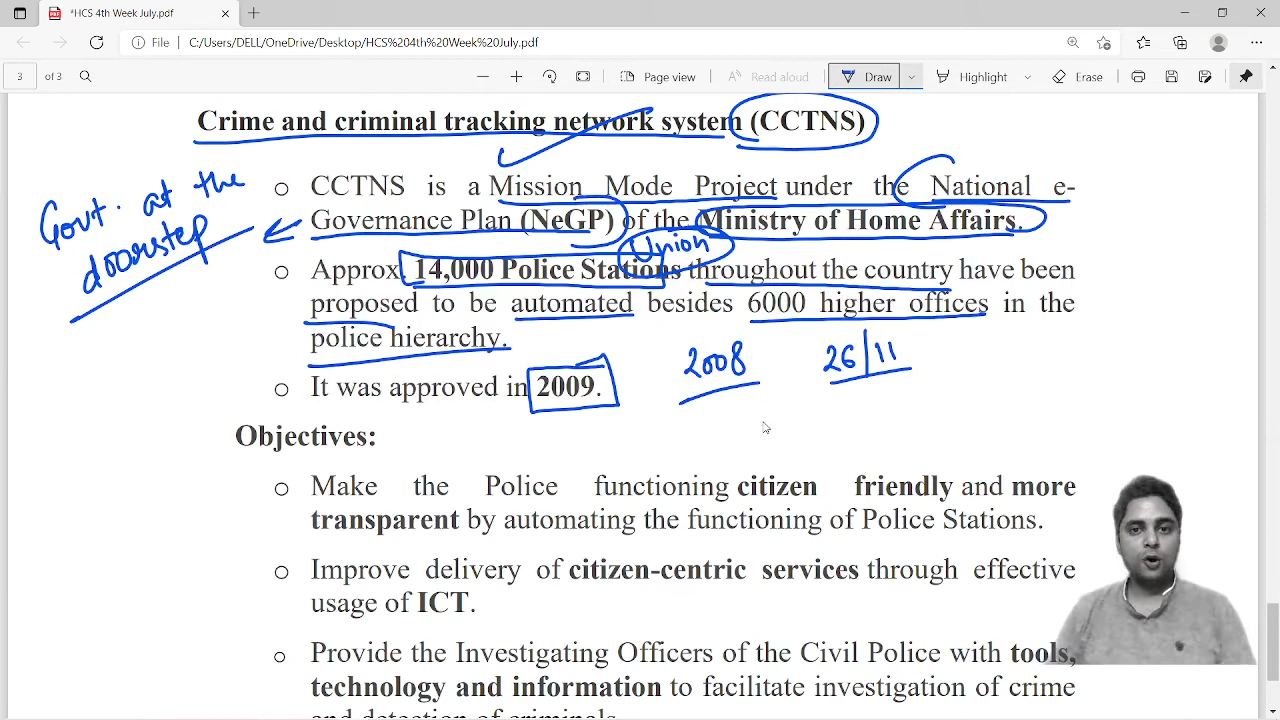 *HCS 4th Week July.pdf
File
C:/Users/DELL/OneDrive/Desktop/HCS%204th%20Week%20July.pdf
3
of 3
Page view
Read aloud
Draw
Highlight
Erase
Crime and criminal tracking network system (CCTNS)
Govt. at the
doorstep
○ CCTNS is a Mission Mode Project under the National e-
Governance Plan (NeGP) of the Ministry of Home Affairs.
Union
○ Approx. 14,000 Police Stations throughout the country have been
proposed to be automated besides 6000 higher offices in the
police hierarchy.
2008 26/11
○ It was approved in 2009.
Objectives:
○ Make the Police functioning citizen friendly and more
transparent by automating the functioning of Police Stations.
○ Improve delivery of citizen-centric services through effective
usage of ICT.
○ Provide the Investigating Officers of the Civil Police with tools,
technology and information to facilitate investigation of crime
and detection of criminals